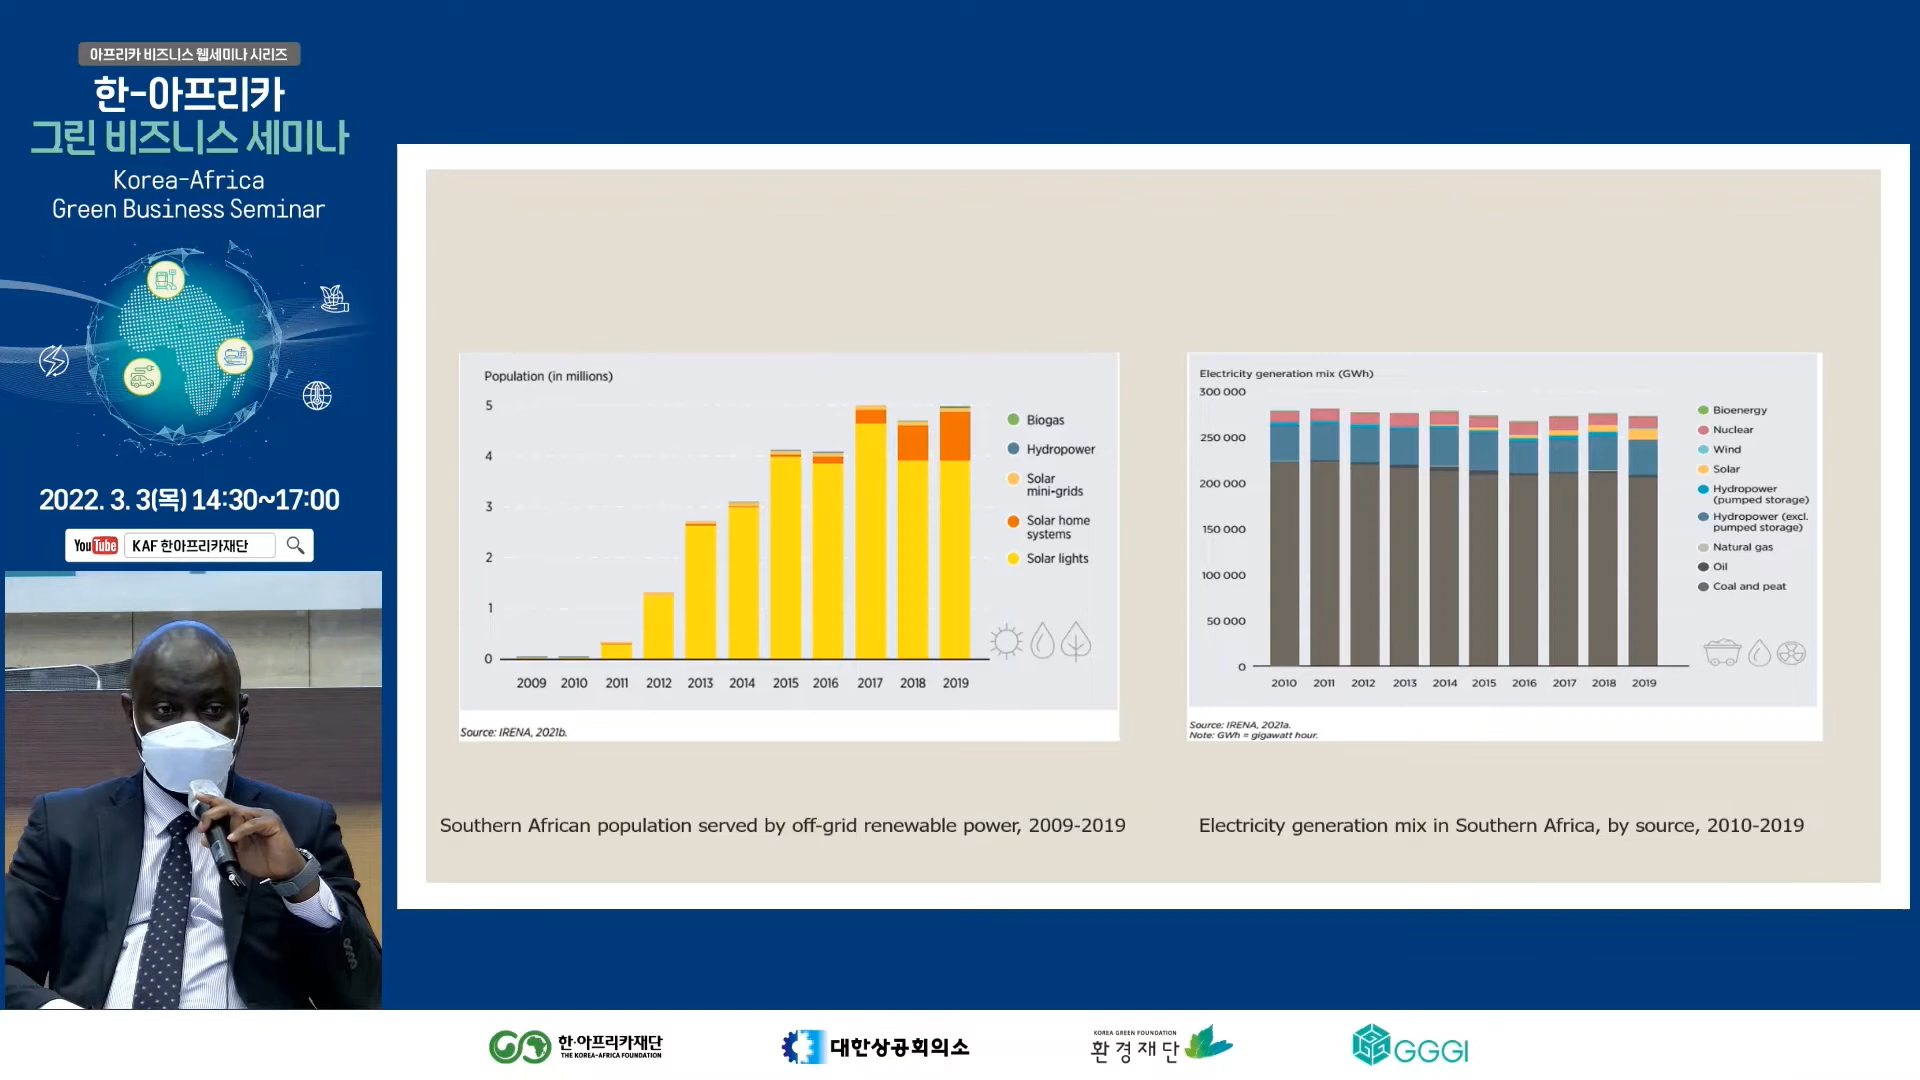 아프리카 비즈니스 웹세미나 시리즈
한-아프리카
그린 비즈니스 세미나
Korea-Africa
Green Business Seminar
2022. 3. 3(목) 14:30~17:00
YouTube KAF 한아프리카재단
Population (in millions)
5
4
3
2
1
0
2009 2010 2011 2012 2013 2014 2015 2016 2017 2018 2019
Biogas
Hydropower
Solar
mini-grids
Solar home
systems
Solar lights
Source: IRENA, 2021b.
Southern African population served by off-grid renewable power, 2009-2019
Electricity generation mix (GWh)
300 000
250 000
200 000
150 000
100 000
50 000
0
2010 2011 2012 2013 2014 2015 2016 2017 2018 2019
Bioenergy
Nuclear
Wind
Solar
Hydropower
(pumped storage)
Hydropower (excl.
pumped storage)
Natural gas
Oil
Coal and peat
Source: IRENA, 2021a.
Note: GWh = gigawatt hour.
Electricity generation mix in Southern Africa, by source, 2010-2019
한·아프리카재단
THE KOREA-AFRICA FOUNDATION
대한상공회의소
KOREA GREEN FOUNDATION
환경재단
GGGI